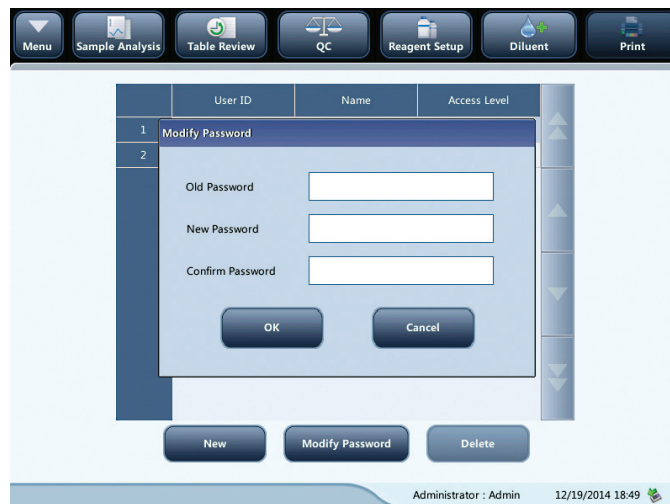 Menu Sample Analysis Table Review QC Reagent Setup Diluent Print
User ID Name Access Level
1
Modify Password
2
Old Password
New Password
Confirm Password
OK Cancel
New Modify Password Delete
Administrator : Admin 12/19/2014 18:49